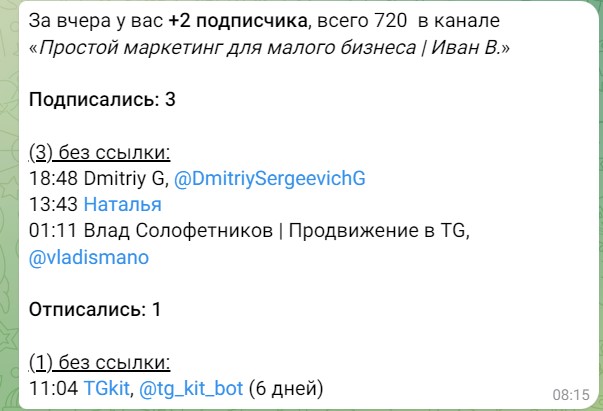 За вчера у вас +2 подписчика, всего 720 в канале
«Простой маркетинг для малого бизнеса | Иван В.»
Подписались: 3
(3) без ссылки:
18:48 Dmitriy G, @DmitriySergeevichG
13:43 Наталья
01:11 Влад Солофетников | Продвижение в TG,
@vladismano
Отписались: 1
(1) без ссылки:
11:04 TGkit, @tg_kit_bot (6 дней)
08:15